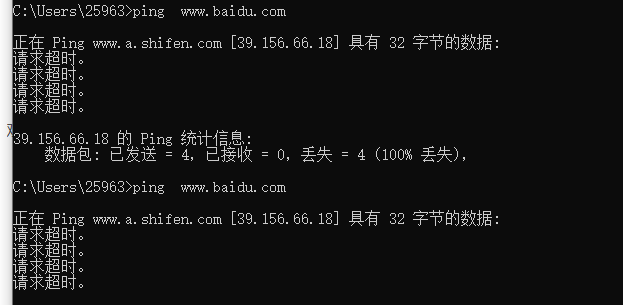 C:\Users\25963>ping  www.baidu.com
正在 Ping www.a.shifen.com [39.156.66.18] 具有 32 字节的数据:
请求超时。
请求超时。
请求超时。
请求超时。
39.156.66.18 的 Ping 统计信息:
    数据包: 已发送 = 4，已接收 = 0，丢失 = 4 (100% 丢失)，
C:\Users\25963>ping  www.baidu.com
正在 Ping www.a.shifen.com [39.156.66.18] 具有 32 字节的数据:
请求超时。
请求超时。
请求超时。
请求超时。